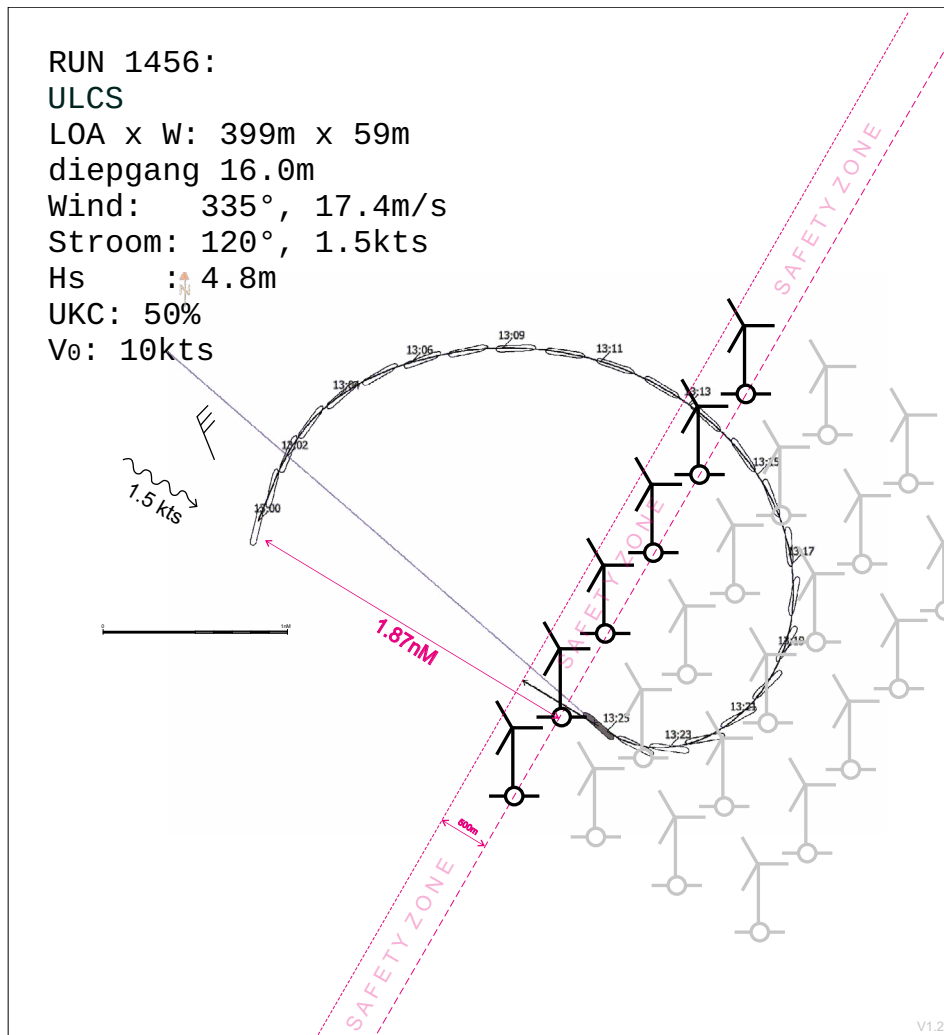 RUN 1456:
ULCS
LOA x W: 399m x 59m
diepgang 16.0m
Wind: 335°, 17.4m/s
Stroom: 120°, 1.5kts
Hs : 4.8m
N
UKC: 50%
V0: 10kts
SAFETY ZONE
13:09
13:06
13:11
13:04
13:13
13:02
13:15
1.5 kts
13:00
SAFETY ZONE
13:17
0
1nM
1.87nM
13:19
13:21
13:25
13:23
500m
SAFETY ZONE
V1.2